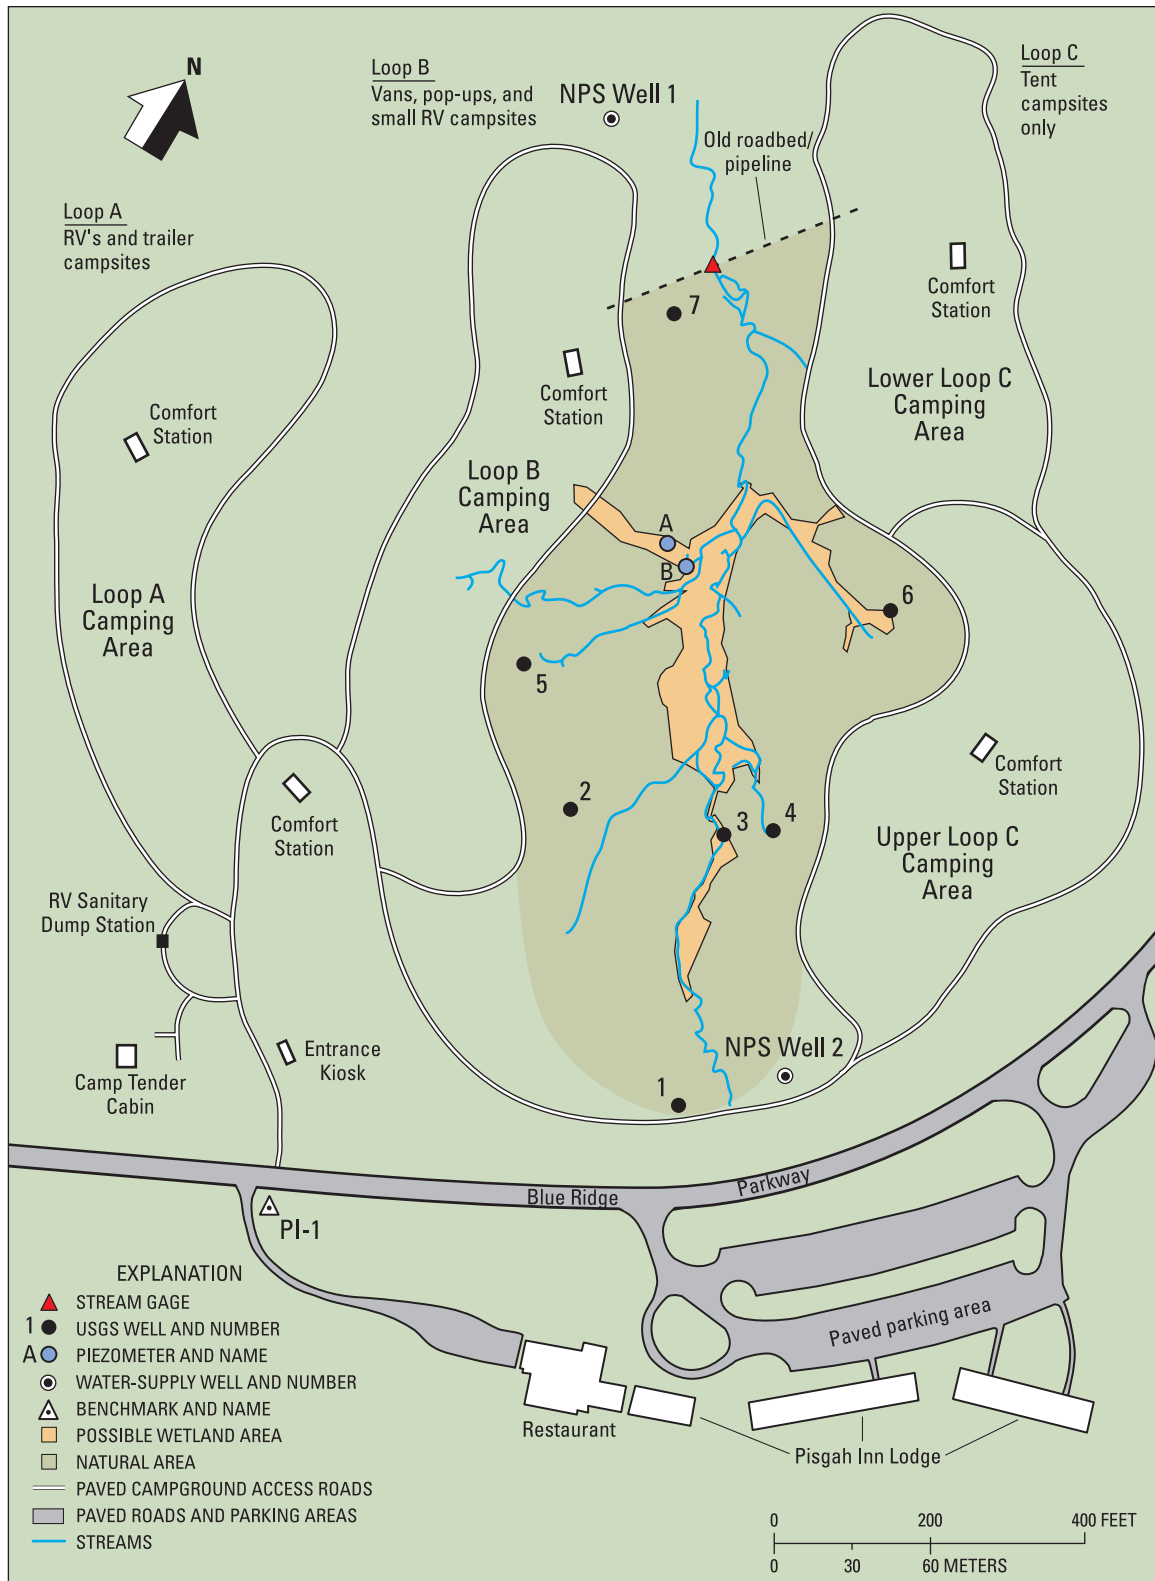 N
Loop A
RV's and trailer
campsites
Loop B
Vans, pop-ups, and
small RV campsites
NPS Well 1
Loop C
Tent
campsites
only
Old roadbed/
pipeline
7
Comfort
Station
Comfort
Station
Comfort
Station
Lower Loop C
Camping
Area
Loop B
Camping
Area
A
B
6
Loop A
Camping
Area
5
2
3
4
Comfort
Station
Comfort
Station
Upper Loop C
Camping
Area
RV Sanitary
Dump Station
Entrance
Kiosk
Camp Tender
Cabin
NPS Well 2
1
Blue Ridge
Parkway
PI-1
Paved parking area
Restaurant
Pisgah Inn Lodge
EXPLANATION
STREAM GAGE
1 USGS WELL AND NUMBER
A PIEZOMETER AND NAME
WATER-SUPPLY WELL AND NUMBER
BENCHMARK AND NAME
POSSIBLE WETLAND AREA
NATURAL AREA
PAVED CAMPGROUND ACCESS ROADS
PAVED ROADS AND PARKING AREAS
STREAMS
0 200 400 FEET
0 30 60 METERS